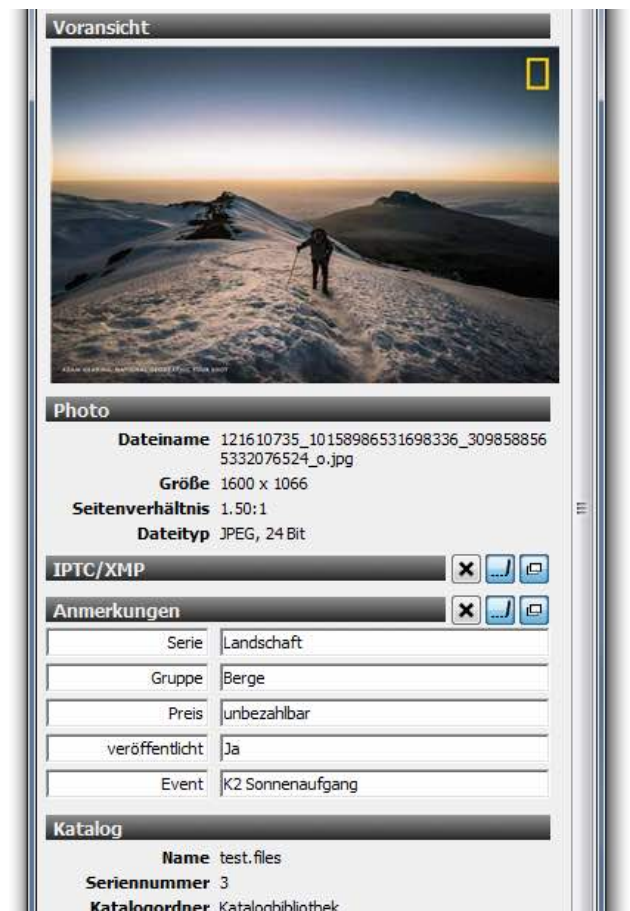 Voransicht
Photo
Dateiname 121610735_10158986531698336_309858856
5332076524_o.jpg
Größe 1600 x 1066
Seitenverhältnis 1.50:1
Dateityp JPEG, 24 Bit
IPTC/XMP
Anmerkungen
Serie Landschaft
Gruppe Berge
Preis unbezahlbar
veröffentlicht Ja
Event K2 Sonnenaufgang
Katalog
Name test.files
Seriennummer 3
Katalogordner Katalogbibliothek